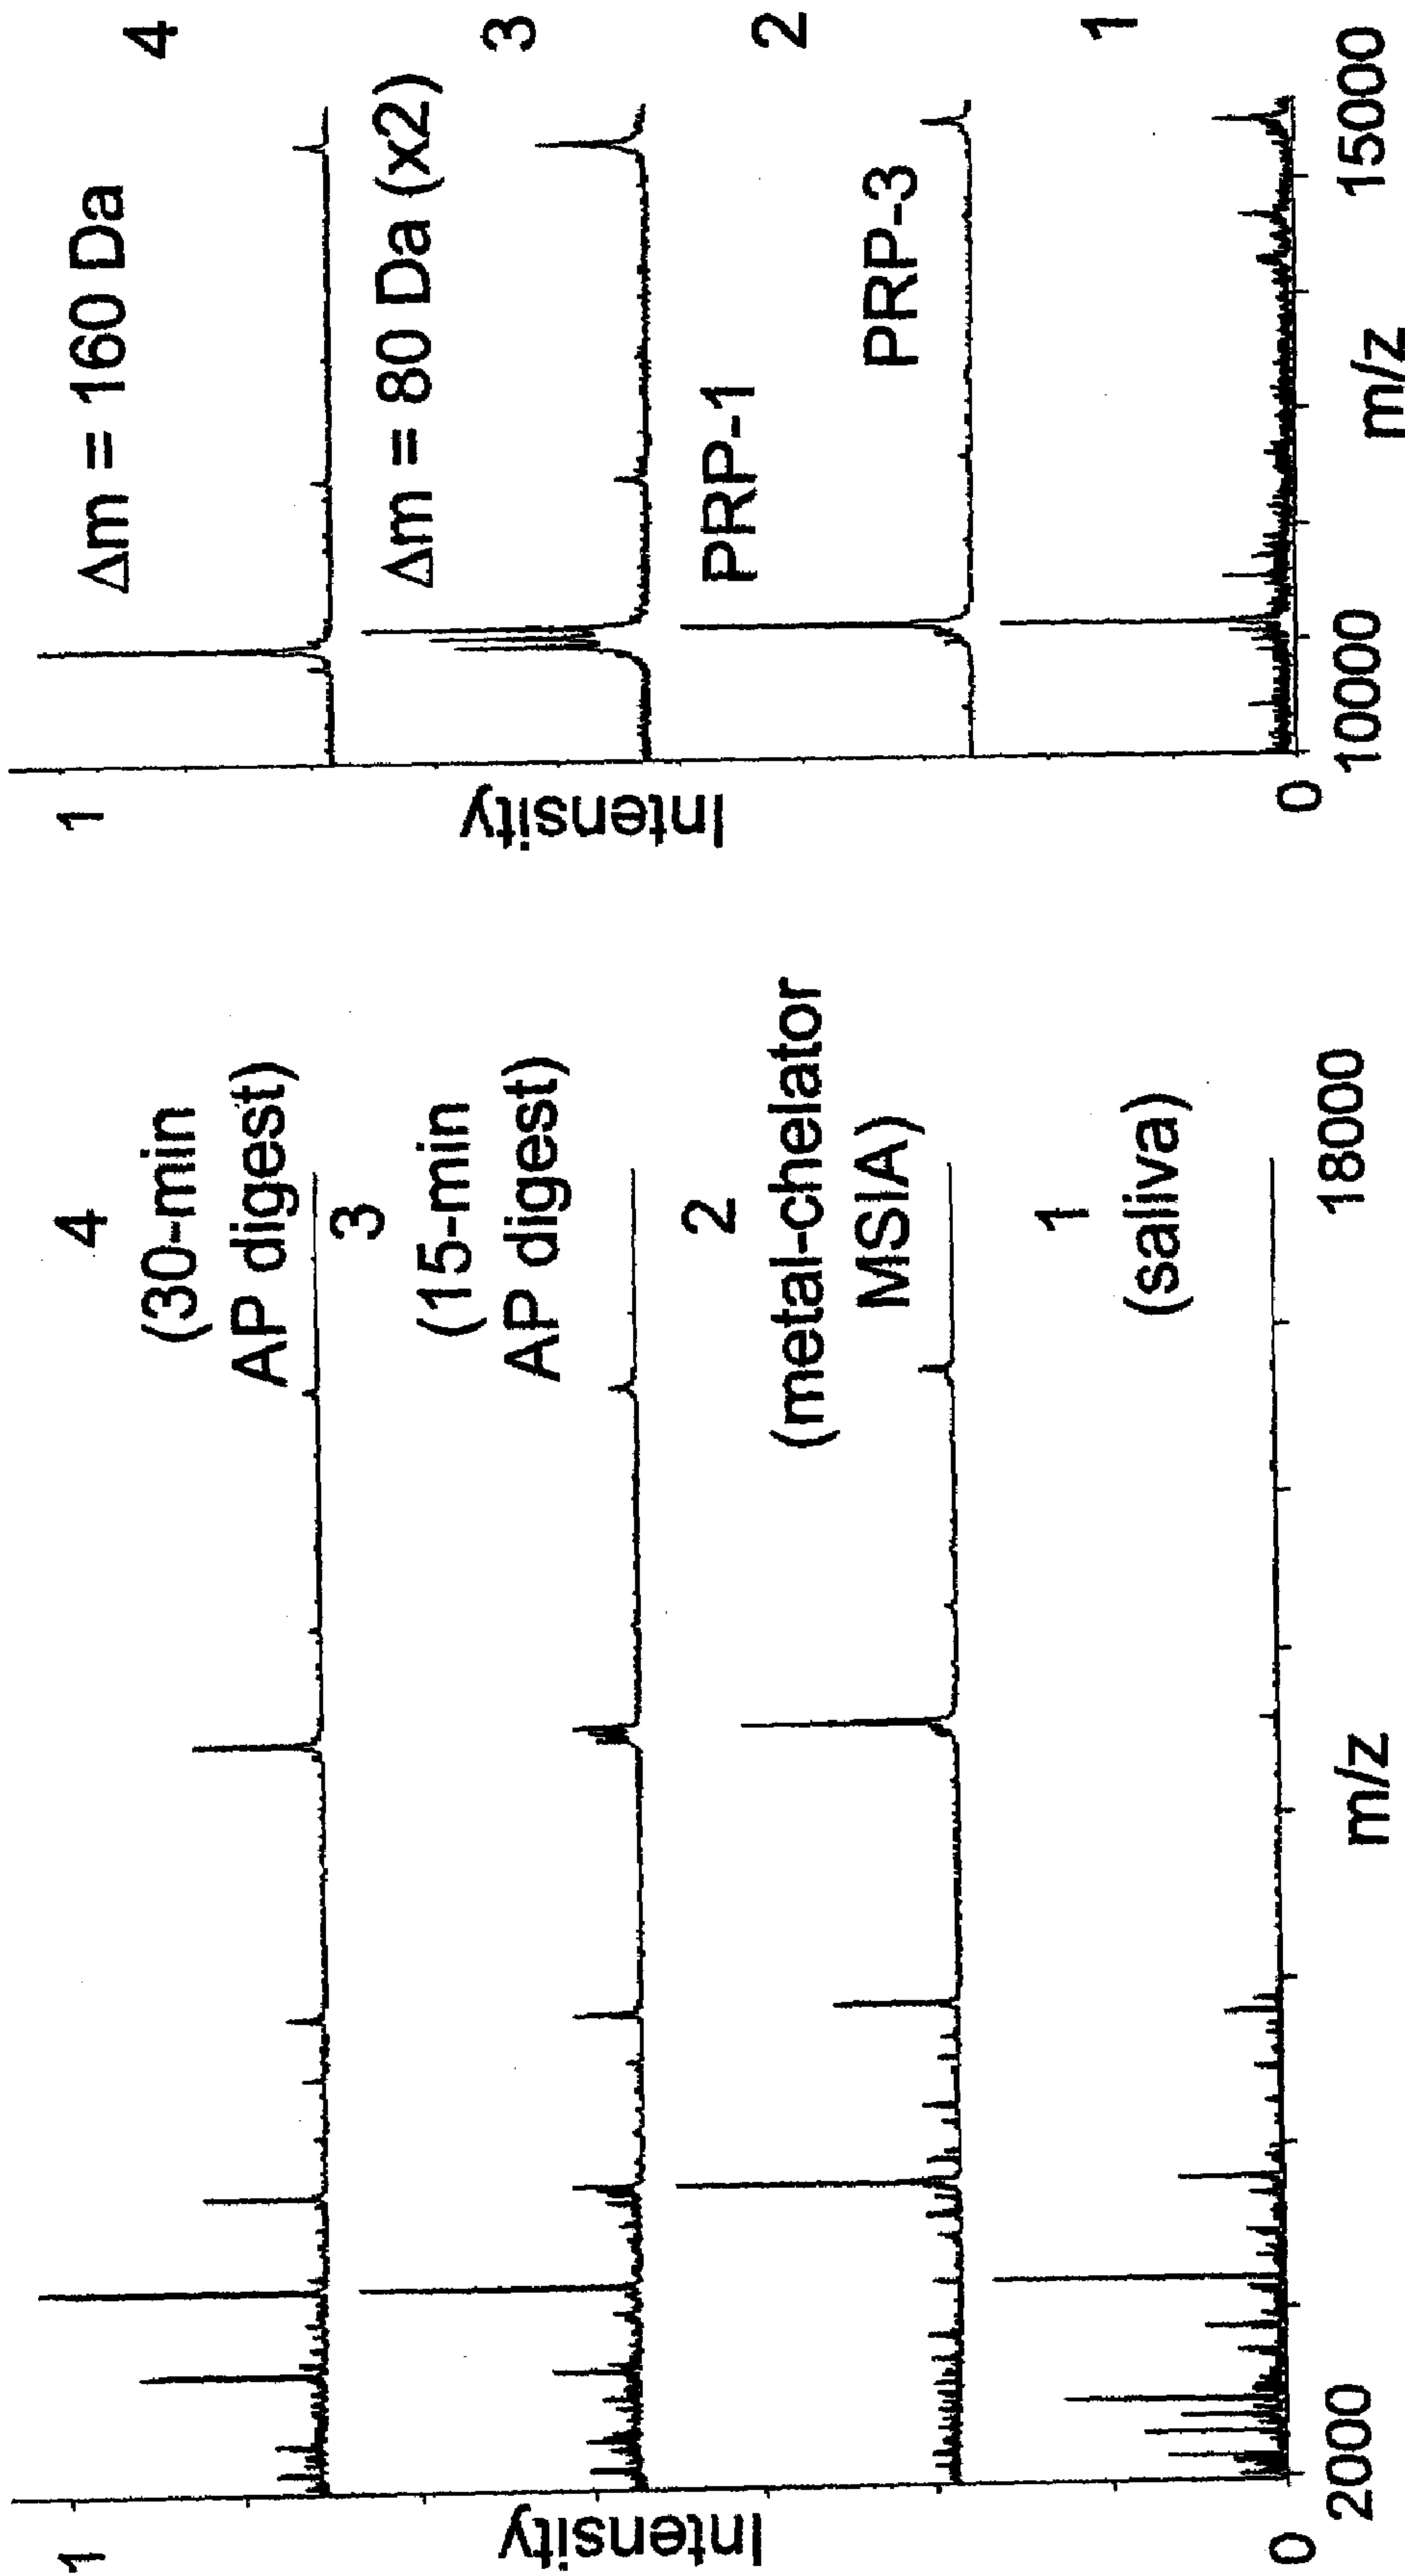 1
Intensity
0
4
(30-min
AP digest)
3
(15-min
AP digest)
2
(metal-chelator
MSIA)
1
(saliva)
2000
18000
m/z
1
Intensity
0
Δm = 160 Da
4
Δm = 80 Da (x2)
3
PRP-1
PRP-3
2
1
10000
15000
m/z